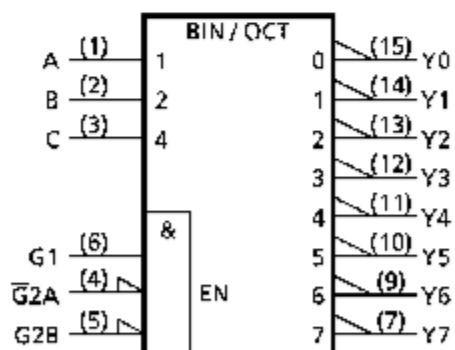 BIN / OCT
A (1) 1 0 (15) Y0
B (2) 2 1 (14) Y1
C (3) 4 2 (13) Y2
3 (12) Y3
& 4 (11) Y4
G1 (6) 5 (10) Y5
G̅2A (4) EN 6 (9) Y6
G2B (5) 7 (7) Y7